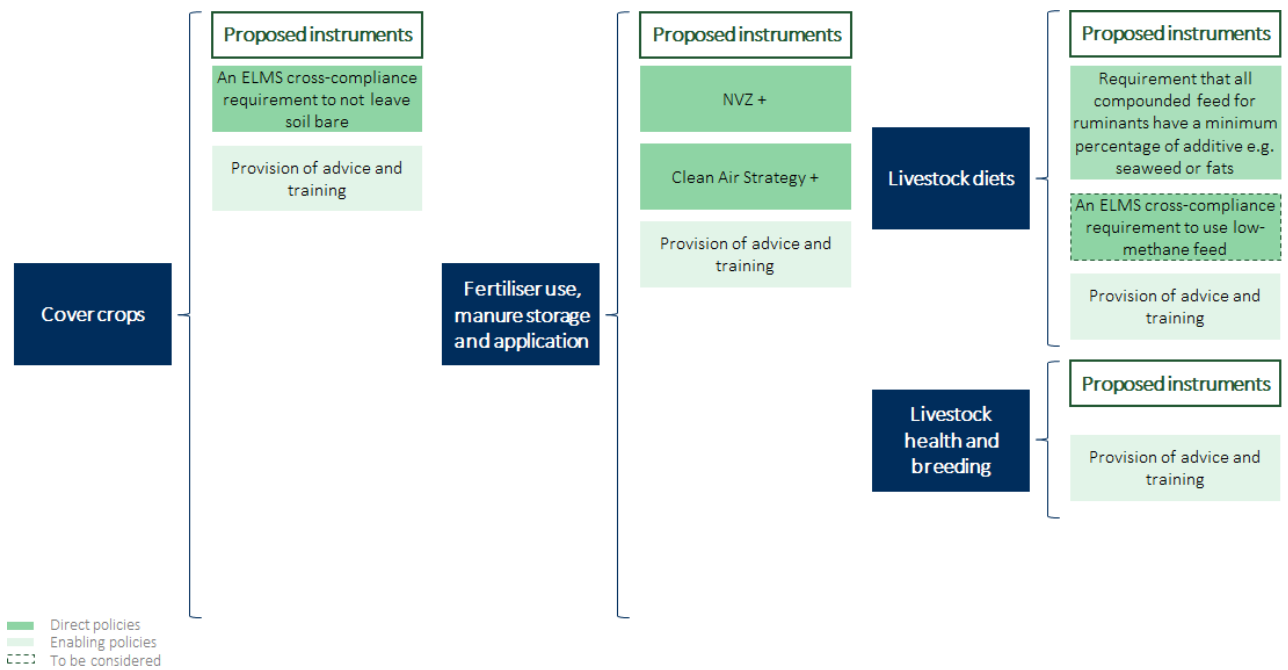 Cover crops
Proposed instruments
An ELMS cross-compliance
requirement to not leave
soil bare
Provision of advice and
training
Fertiliser use,
manure storage
and application
Proposed instruments
NVZ +
Clean Air Strategy +
Provision of advice and
training
Livestock diets
Proposed instruments
Requirement that all
compounded feed for
ruminants have a minimum
percentage of additive e.g.
seaweed or fats
An ELMS cross-compliance
requirement to use low-
methane feed
Provision of advice and
training
Livestock
health and
breeding
Proposed instruments
Provision of advice and
training
Direct policies
Enabling policies
To be considered